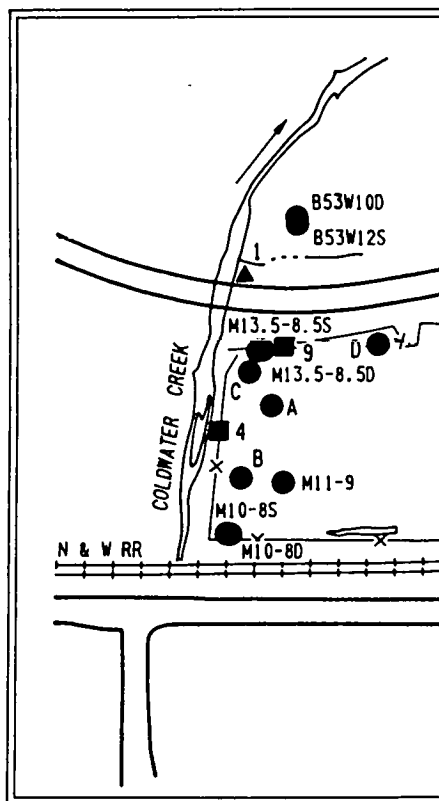 B53W10D
B53W12S
1
M13.5-8.5S
9
D
M13.5-8.5D
C
A
COLDWATER CREEK
4
B
M11-9
M10-8S
N & W RR
M10-8D